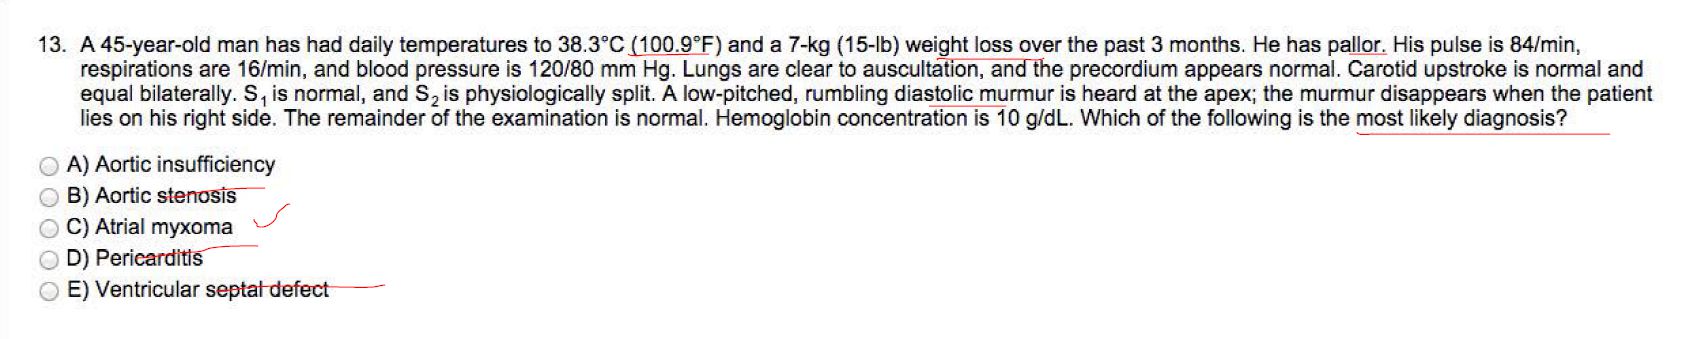 13. A 45-year-old man has had daily temperatures to 38.3°C (100.9°F) and a 7-kg (15-lb) weight loss over the past 3 months. He has pallor. His pulse is 84/min,
respirations are 16/min, and blood pressure is 120/80 mm Hg. Lungs are clear to auscultation, and the precordium appears normal. Carotid upstroke is normal and
equal bilaterally. S₁ is normal, and S₂ is physiologically split. A low-pitched, rumbling diastolic murmur is heard at the apex; the murmur disappears when the patient
lies on his right side. The remainder of the examination is normal. Hemoglobin concentration is 10 g/dL. Which of the following is the most likely diagnosis?
A) Aortic insufficiency
B) Aortic stenosis
C) Atrial myxoma
D) Pericarditis
E) Ventricular septal defect